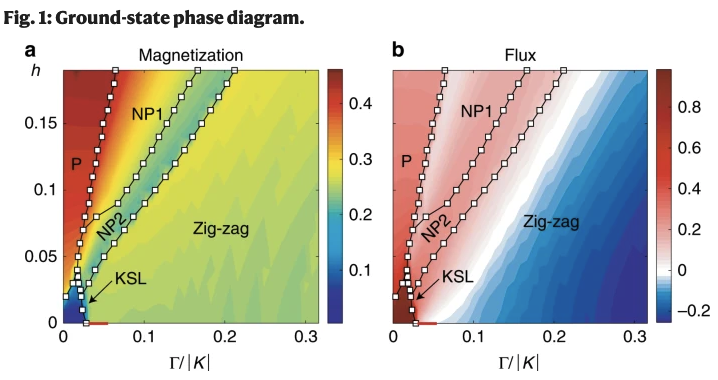 Fig. 1: Ground-state phase diagram.
a Magnetization
h
0.15
0.1
0.05
0
0 0.1 0.2 0.3
Γ/|K|
P
NP1
NP2
Zig-zag
KSL
0.4
0.3
0.2
0.1
b Flux
P
NP1
NP2
Zig-zag
KSL
0 0.1 0.2 0.3
Γ/|K|
0.8
0.6
0.4
0.2
0
−0.2